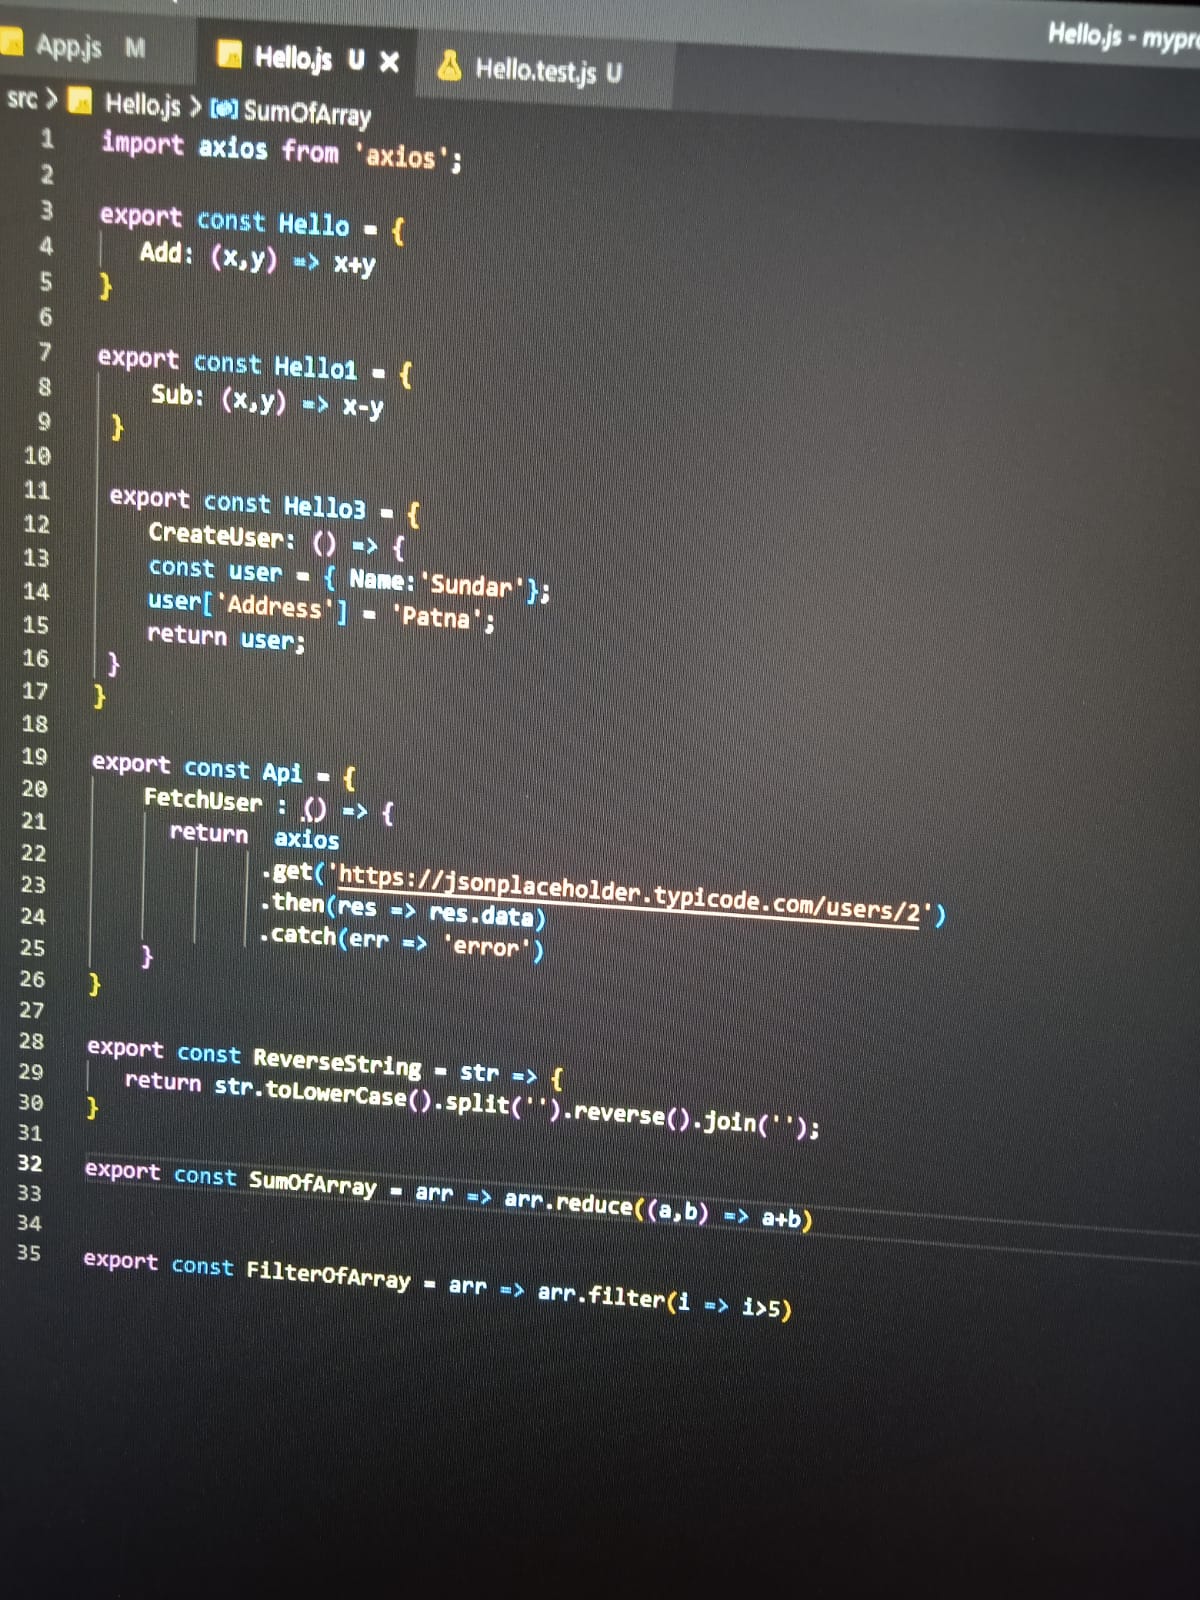 App.js M Hello.js U × Hello.test.js U Hello.js - mypro
src > Hello.js > SumOfArray
1 import axios from 'axios';
2
3 export const Hello = {
4 Add: (x,y) => x+y
5 }
6
7 export const Hello1 = {
8 Sub: (x,y) => x-y
9 }
10
11 export const Hello3 = {
12 CreateUser: () => {
13 const user = { Name:'Sundar'};
14 user['Address'] = 'Patna';
15 return user;
16 }
17 }
18
19 export const Api = {
20 FetchUser : () => {
21 return axios
22 .get('https://jsonplaceholder.typicode.com/users/2')
23 .then(res => res.data)
24 .catch(err => 'error')
25 }
26 }
27
28 export const ReverseString = str => {
29 return str.toLowerCase().split('').reverse().join('');
30 }
31
32 export const SumOfArray = arr => arr.reduce((a,b) => a+b)
33
34
35 export const FilterOfArray = arr => arr.filter(i => i>5)